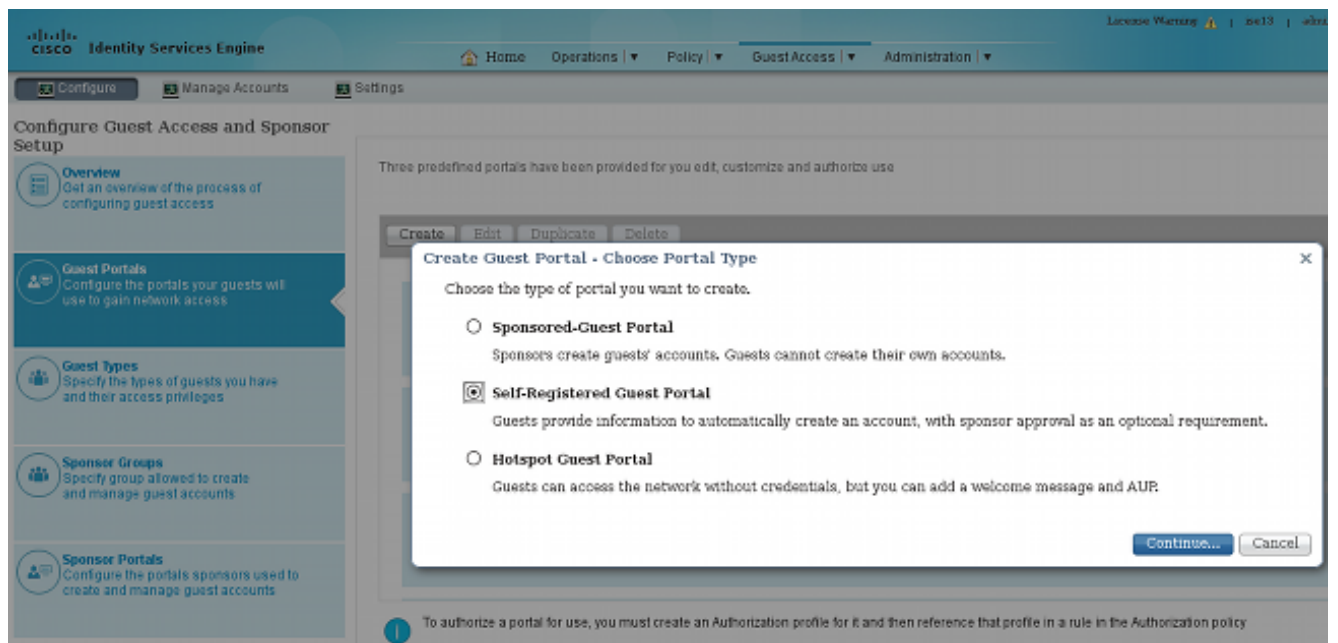 License Warning | ise13 |
cisco Identity Services Engine
Home Operations | Policy | Guest Access | Administration |
Configure Manage Accounts Settings
Configure Guest Access and Sponsor
Setup
Overview
Get an overview of the process of
configuring guest access
Guest Portals
Configure the portals your guests will
use to gain network access
Guest Types
Specify the types of guests you have
and their access privileges
Sponsor Groups
Specify group allowed to create
and manage guest accounts
Sponsor Portals
Configure the portals sponsors used to
create and manage guest accounts
Three predefined portals have been provided for you edit, customize and authorize use
Create Edit Duplicate Delete
Create Guest Portal - Choose Portal Type
Choose the type of portal you want to create.
Sponsored-Guest Portal
Sponsors create guests' accounts. Guests cannot create their own accounts.
Self-Registered Guest Portal
Guests provide information to automatically create an account, with sponsor approval as an optional requirement.
Hotspot Guest Portal
Guests can access the network without credentials, but you can add a welcome message and AUP.
Continue... Cancel
To authorize a portal for use, you must create an Authorization profile for it and then reference that profile in a rule in the Authorization policy